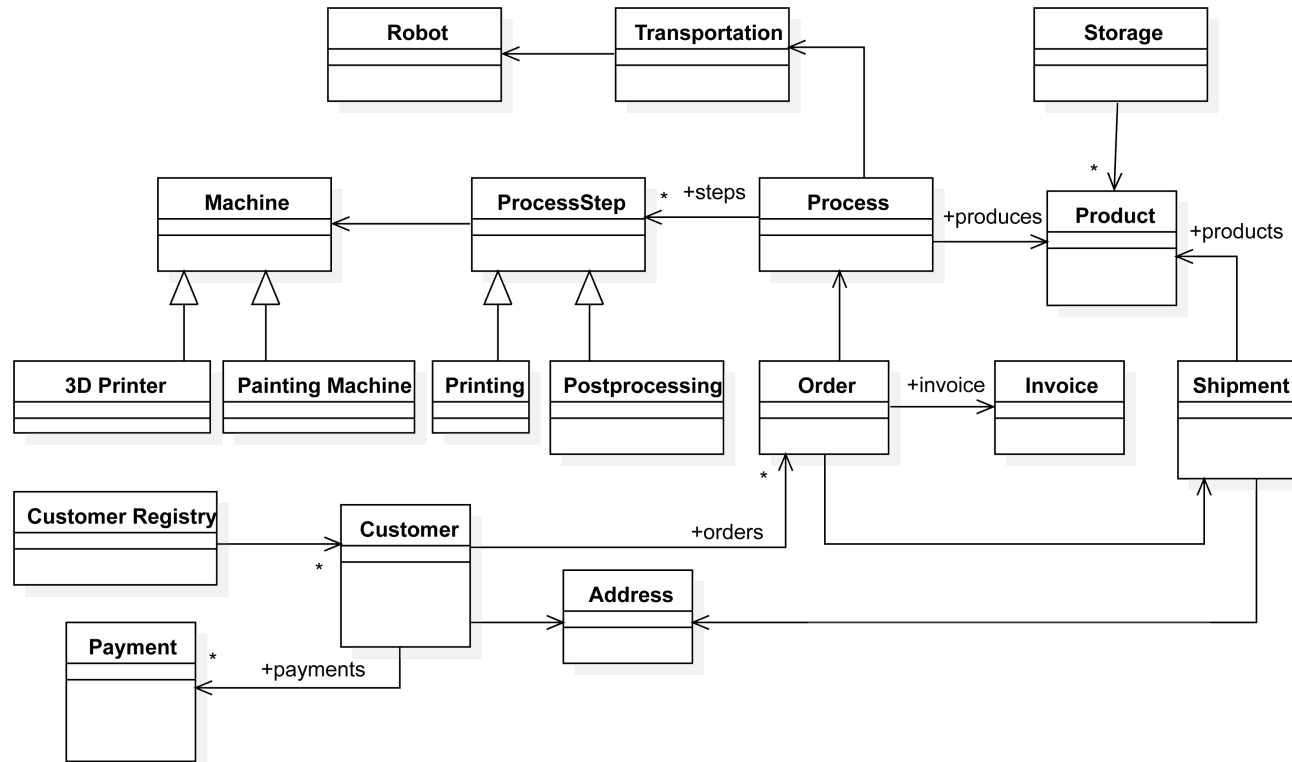 Robot
Transportation
Storage
Machine
ProcessStep
*
+steps
Process
+produces
*
Product
+products
3D Printer
Painting Machine
Printing
Postprocessing
Order
+invoice
Invoice
Shipment
Customer Registry
*
Customer
+orders
*
Address
Payment
*
+payments